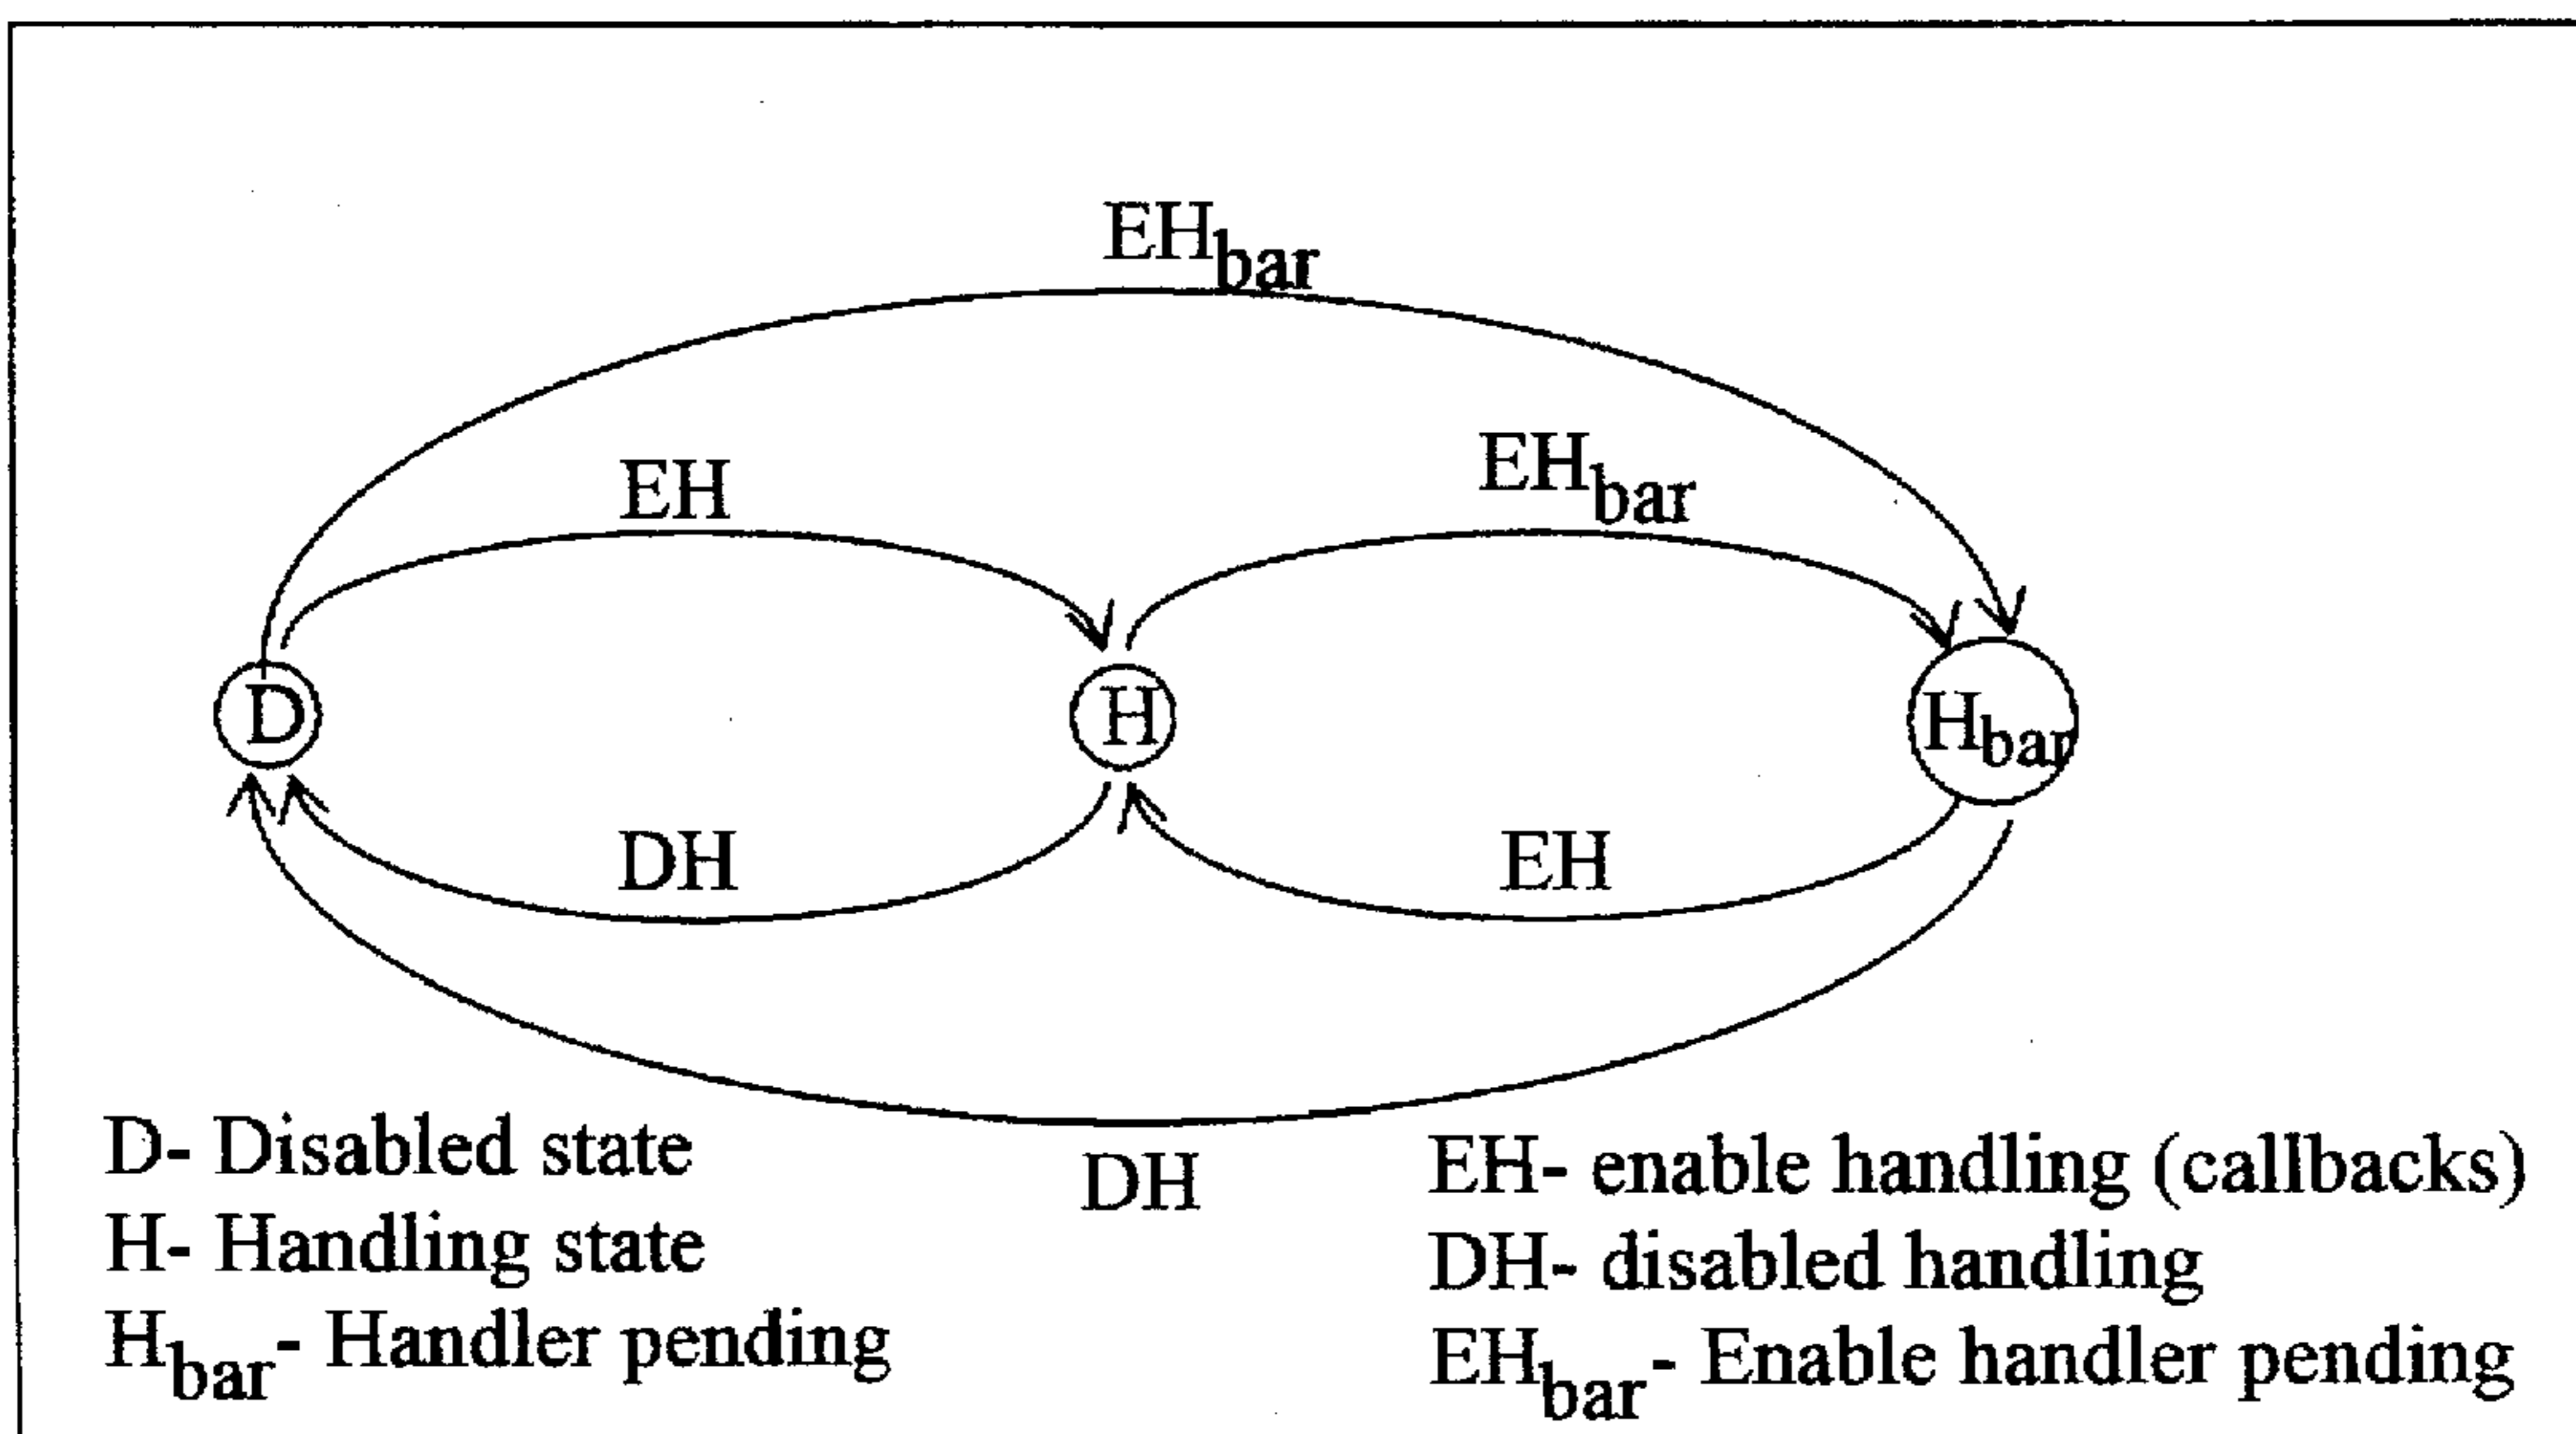 EHbar
EH
EHbar
D
H
Hbar
DH
EH
DH
D- Disabled state
H- Handling state
Hbar- Handler pending
EH- enable handling (callbacks)
DH- disabled handling
EHbar- Enable handler pending